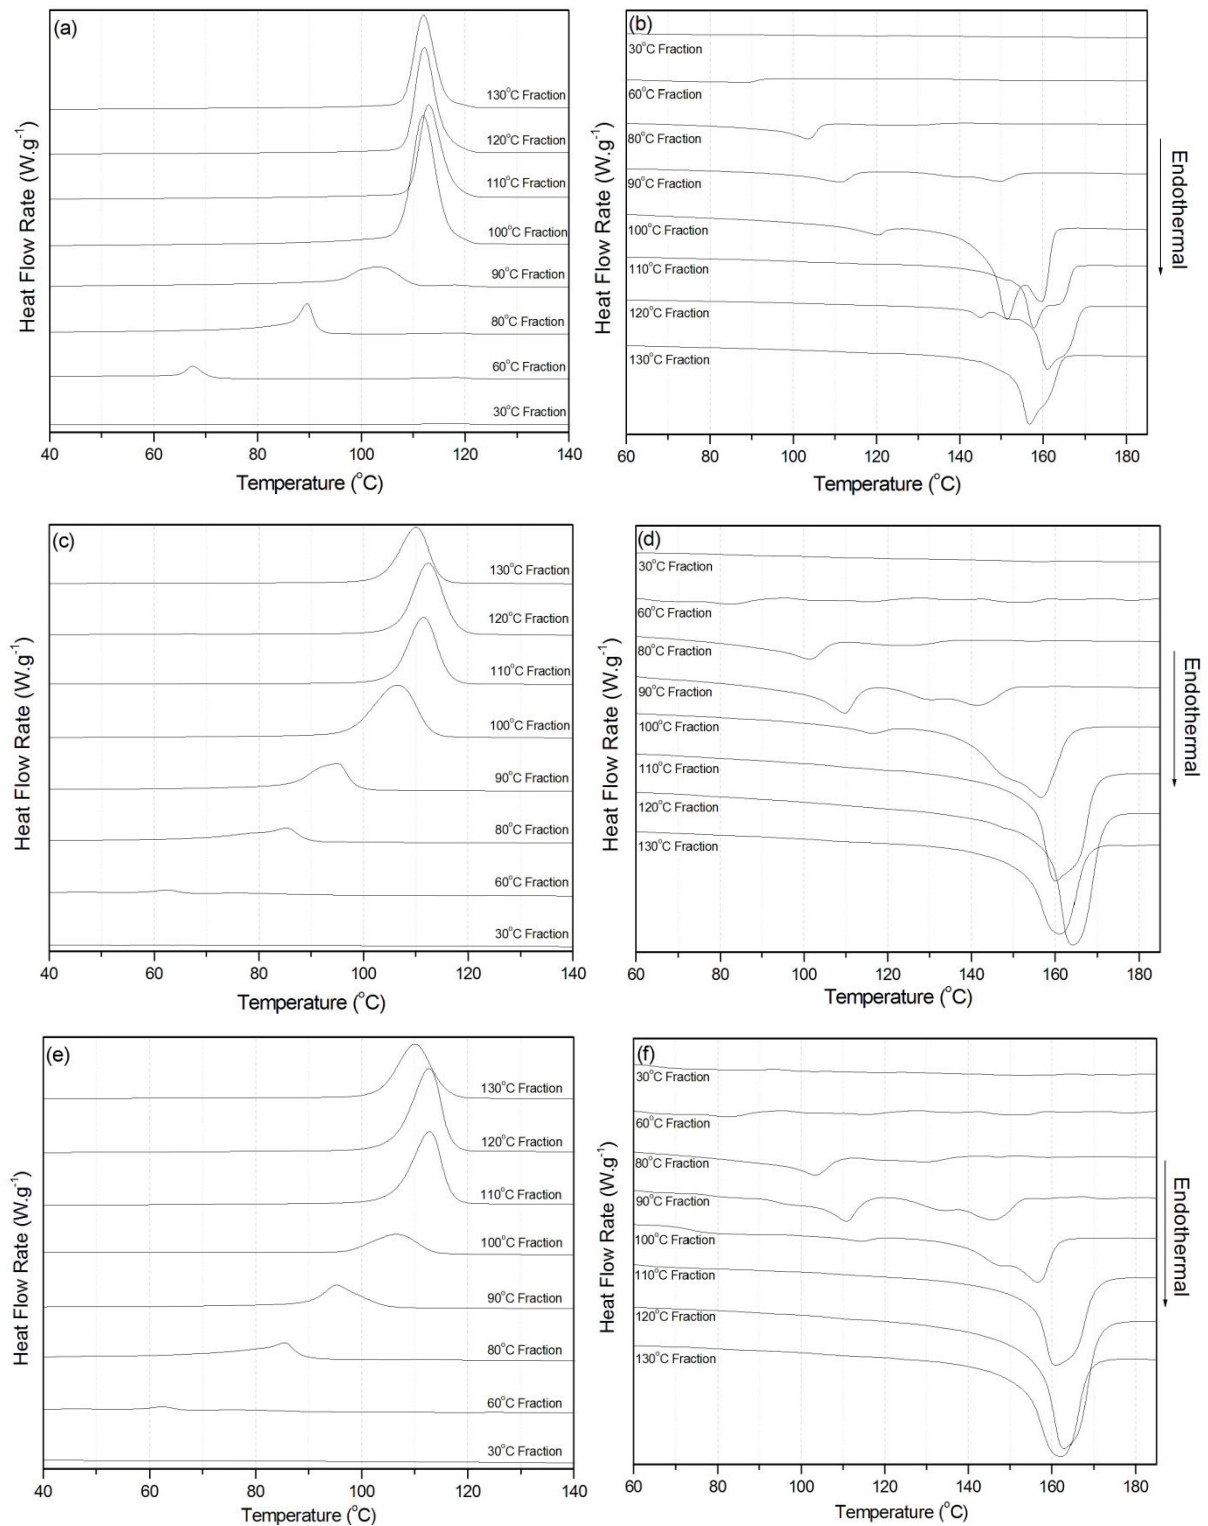 (a)
Heat Flow Rate (W.g⁻¹)
130°C Fraction
120°C Fraction
110°C Fraction
100°C Fraction
90°C Fraction
80°C Fraction
60°C Fraction
30°C Fraction
40 60 80 100 120 140
Temperature (°C)
(b)
Heat Flow Rate (W.g⁻¹)
30°C Fraction
60°C Fraction
80°C Fraction
90°C Fraction
100°C Fraction
110°C Fraction
120°C Fraction
130°C Fraction
Endothermal
60 80 100 120 140 160 180
Temperature (°C)
(c)
Heat Flow Rate (W.g⁻¹)
130°C Fraction
120°C Fraction
110°C Fraction
100°C Fraction
90°C Fraction
80°C Fraction
60°C Fraction
30°C Fraction
40 60 80 100 120 140
Temperature (°C)
(d)
Heat Flow Rate (W.g⁻¹)
30°C Fraction
60°C Fraction
80°C Fraction
90°C Fraction
100°C Fraction
110°C Fraction
120°C Fraction
130°C Fraction
Endothermal
60 80 100 120 140 160 180
Temperature (°C)
(e)
Heat Flow Rate (W.g⁻¹)
130°C Fraction
120°C Fraction
110°C Fraction
100°C Fraction
90°C Fraction
80°C Fraction
60°C Fraction
30°C Fraction
40 60 80 100 120 140
Temperature (°C)
(f)
Heat Flow Rate (W.g⁻¹)
30°C Fraction
60°C Fraction
80°C Fraction
90°C Fraction
100°C Fraction
110°C Fraction
120°C Fraction
130°C Fraction
Endothermal
60 80 100 120 140 160 180
Temperature (°C)